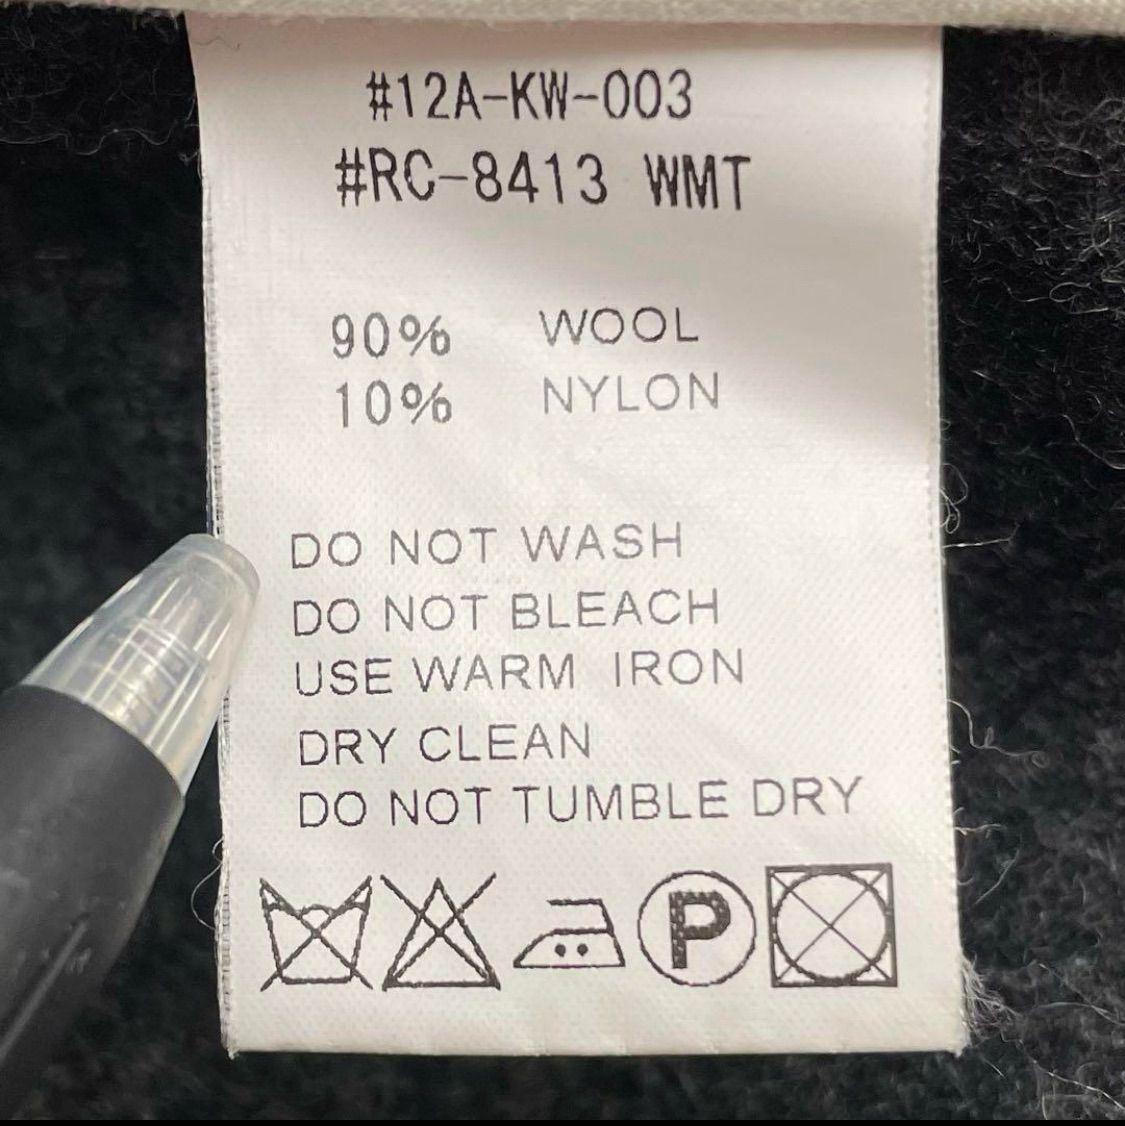 #12A-KW-003
#RC-8413 WMT
90% WOOL
10% NYLON
DO NOT WASH
DO NOT BLEACH
USE WARM IRON
DRY CLEAN
DO NOT TUMBLE DRY
P